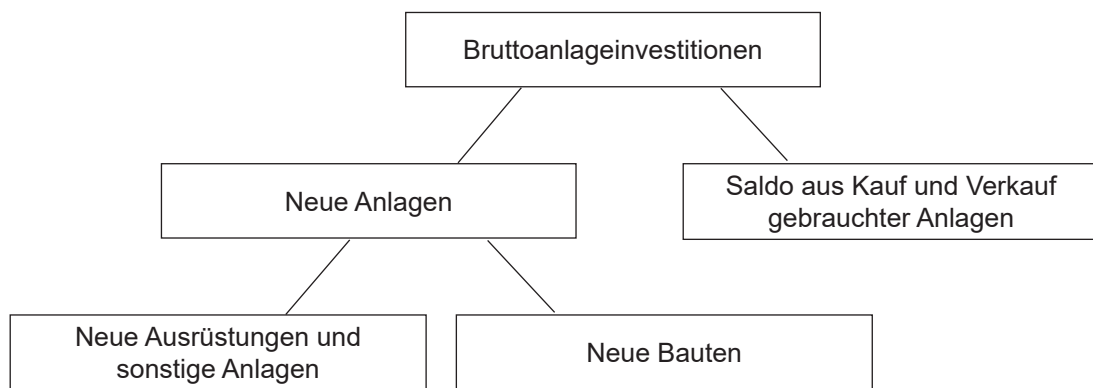 Bruttoanlageinvestitionen
Neue Anlagen
Saldo aus Kauf und Verkauf
gebrauchter Anlagen
Neue Ausrüstungen und
sonstige Anlagen
Neue Bauten